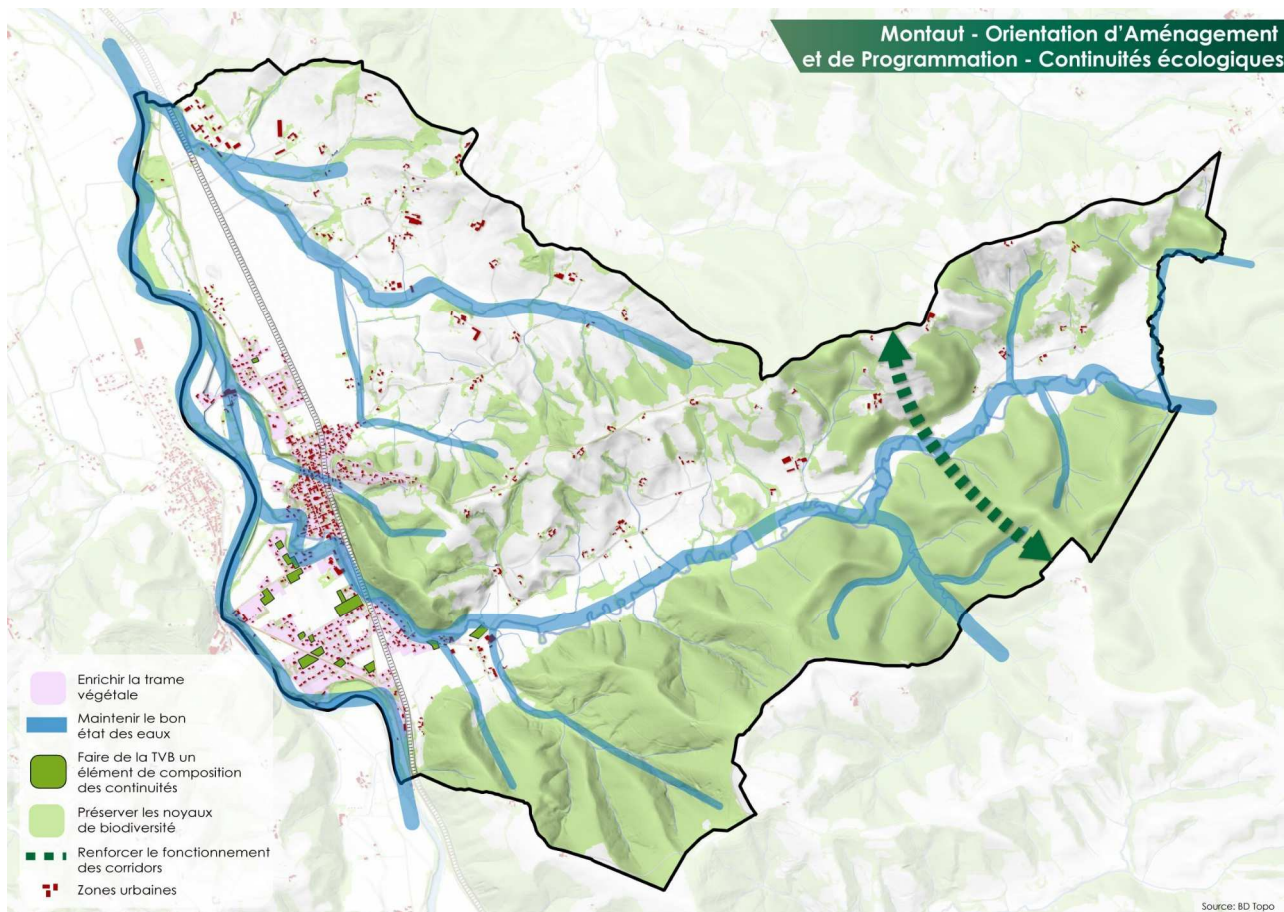 Montaut - Orientation d'Aménagement
et de Programmation - Continuités écologiques
Enrichir la trame
végétale
Maintenir le bon
état des eaux
Faire de la TVB un
élément de composition
des continuités
Préserver les noyaux
de biodiversité
Renforcer le fonctionnement
des corridors
Zones urbaines
Source: BD Topo